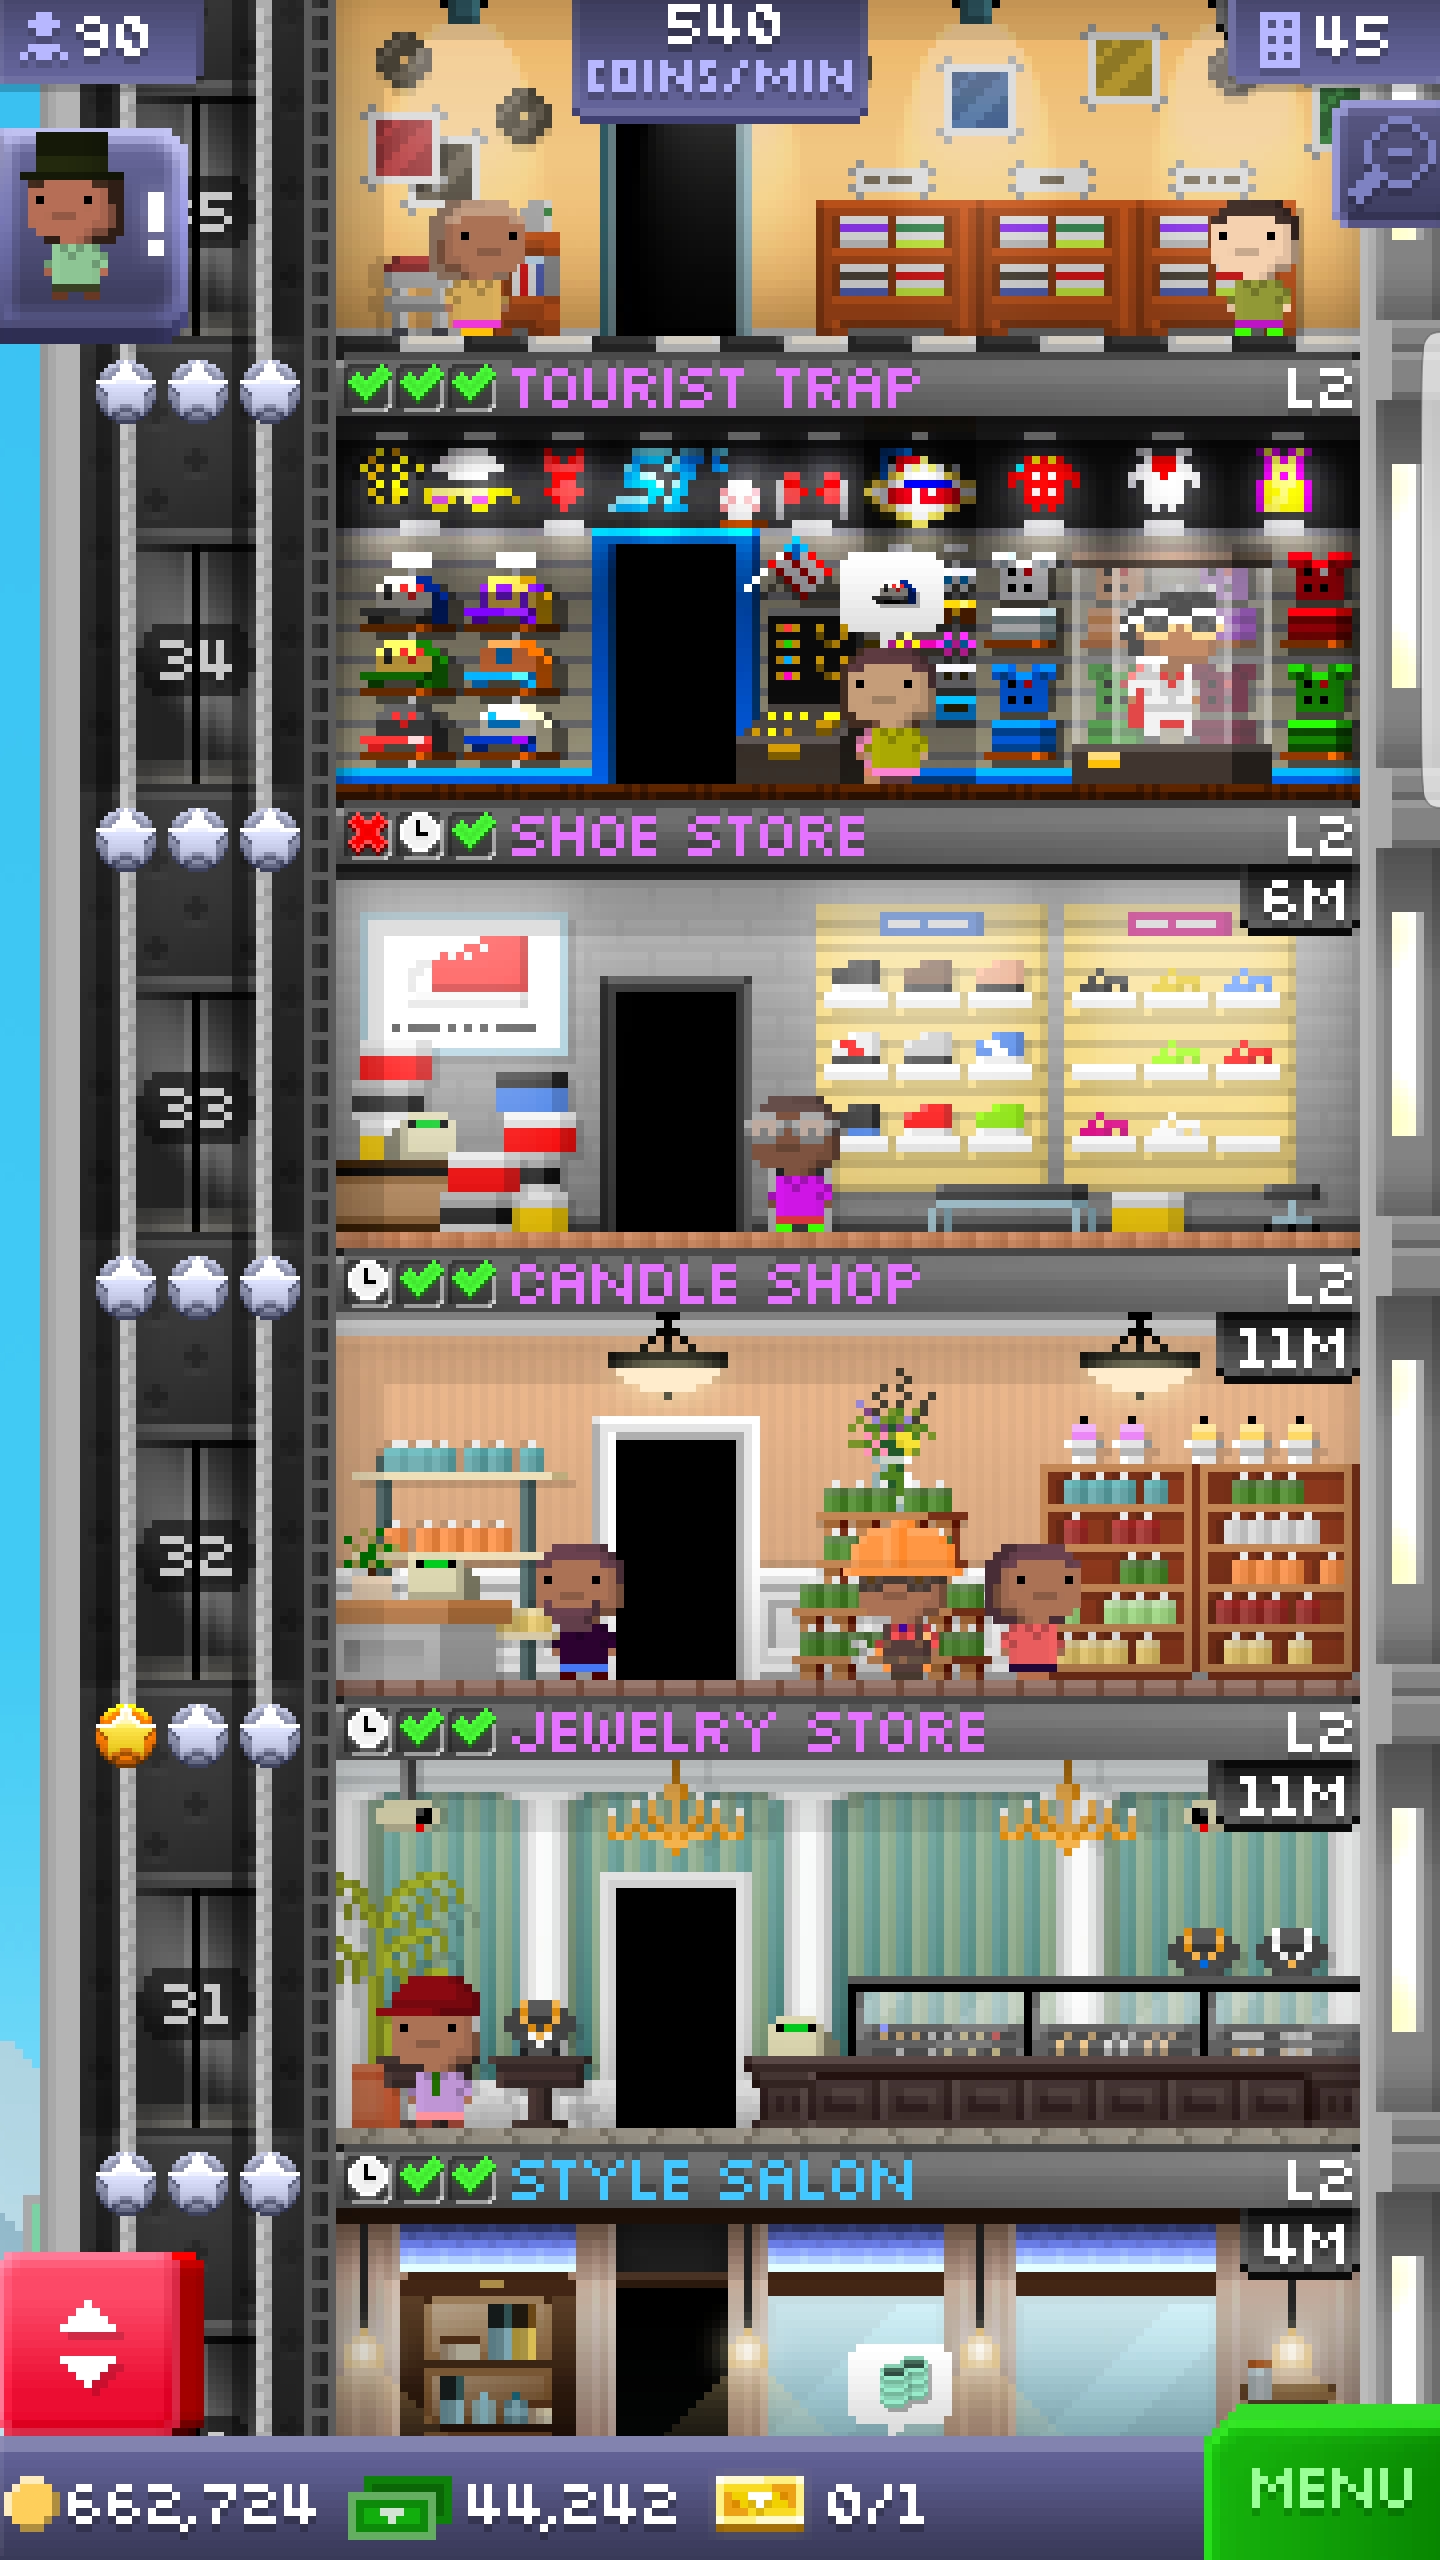 90
540
COINS/MIN
45
!
TOURIST TRAP L2
34
SHOE STORE L2
6M
33
CANDLE SHOP L2
11M
32
JEWELRY STORE L2
11M
31
STYLE SALON L2
4M
662,724 44,242 0/1
MENU